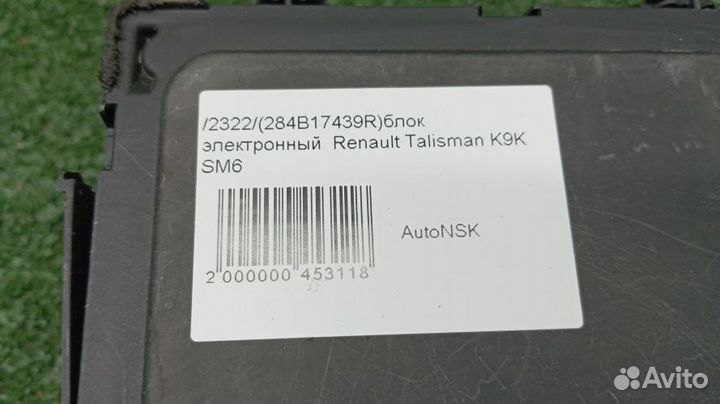 /2322/(284B17439R)блок
электронный Renault Talisman K9K
SM6
AutoNSK
2 000000 453118
Avito